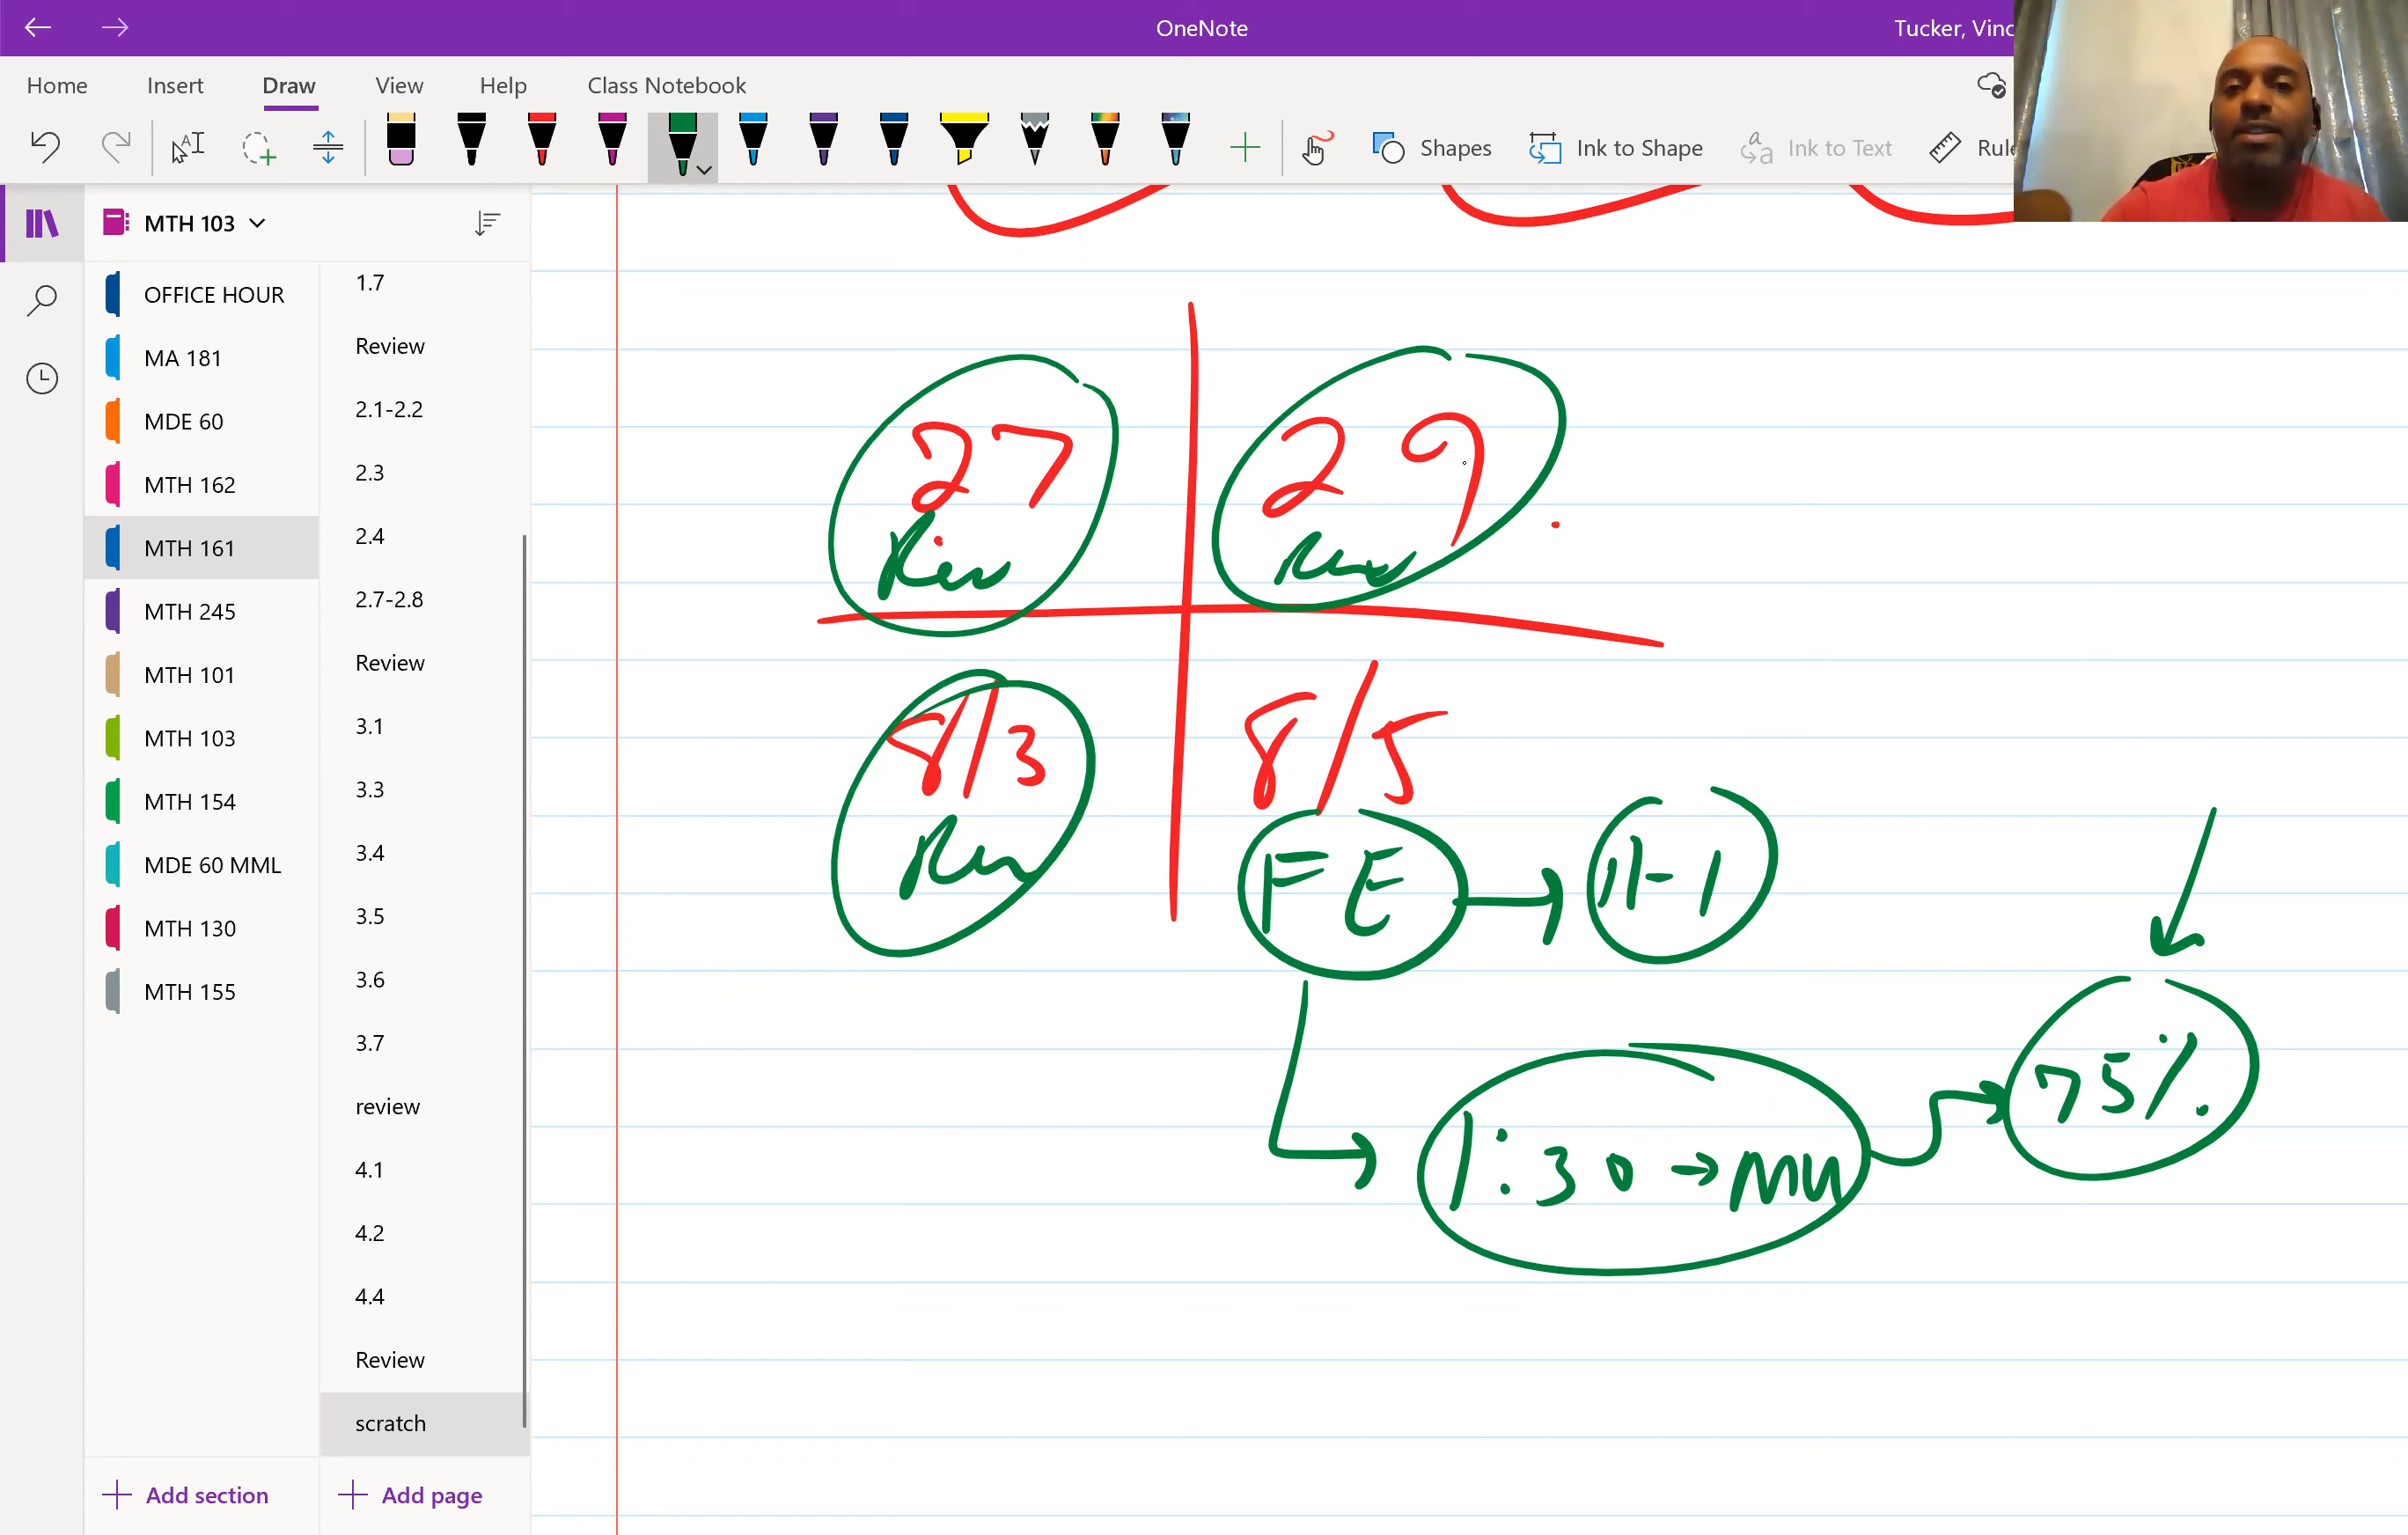 OneNote
Tucker, Vinc
Home Insert Draw View Help Class Notebook
Shapes Ink to Shape Ink to Text Rule
MTH 103
OFFICE HOUR
MA 181
MDE 60
MTH 162
MTH 161
MTH 245
MTH 101
MTH 103
MTH 154
MDE 60 MML
MTH 130
MTH 155
Add section
1.7
Review
2.1-2.2
2.3
2.4
2.7-2.8
Review
3.1
3.3
3.4
3.5
3.6
3.7
review
4.1
4.2
4.4
Review
scratch
Add page
27 29
Rev Rev
8/3 8/5
Rev FE → 11-1
1:30 →
75%